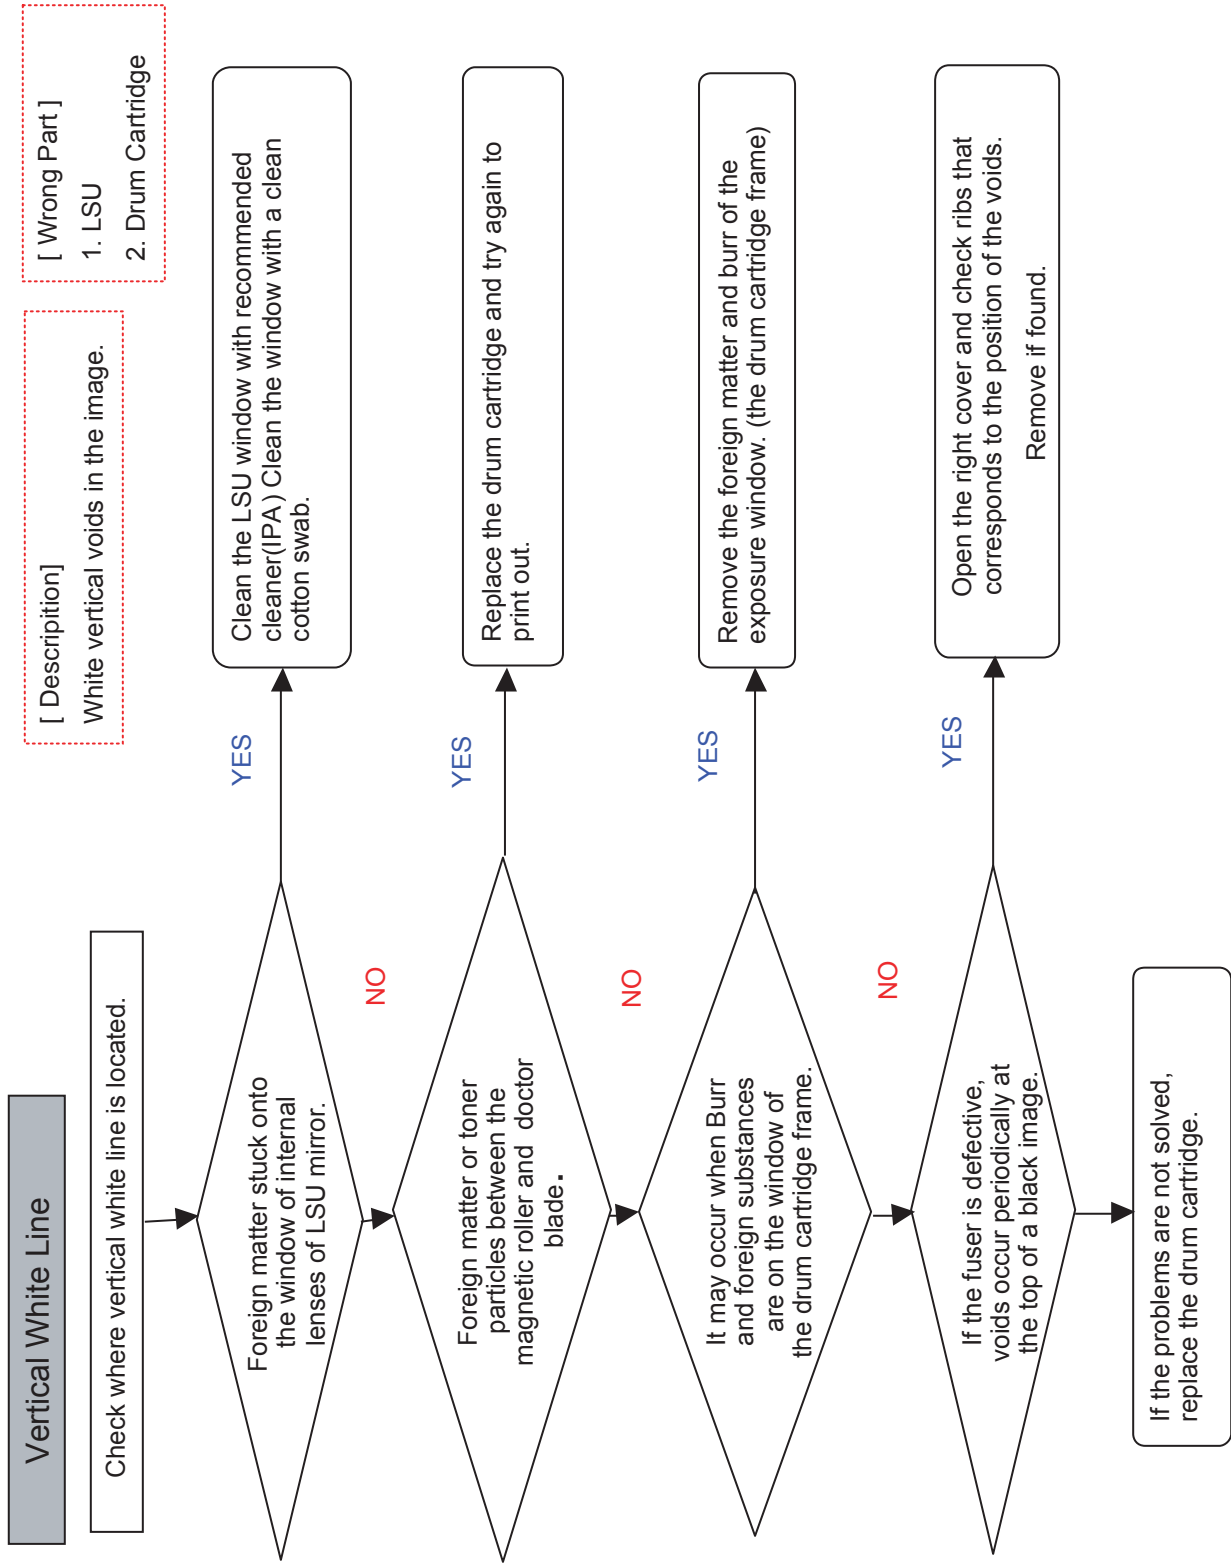 Vertical White Line
[ Descripition]
White vertical voids in the image.
[ Wrong Part ]
1. LSU
2. Drum Cartridge
Check where vertical white line is located.
Foreign matter stuck onto
the window of internal
lenses of LSU mirror.
YES
Clean the LSU window with recommended
cleaner(IPA) Clean the window with a clean
cotton swab.
NO
Foreign matter or toner
particles between the
magnetic roller and doctor
blade.
YES
Replace the drum cartridge and try again to
print out.
NO
It may occur when Burr
and foreign substances
are on the window of
the drum cartridge frame.
YES
Remove the foreign matter and burr of the
exposure window. (the drum cartridge frame)
NO
If the fuser is defective,
voids occur periodically at
the top of a black image.
YES
Open the right cover and check ribs that
corresponds to the position of the voids.
Remove if found.
If the problems are not solved,
replace the drum cartridge.